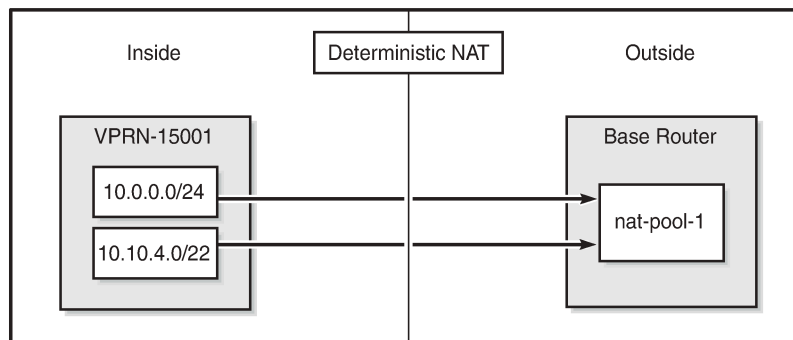 Inside
Deterministic NAT
Outside
VPRN-15001
Base Router
10.0.0.0/24
nat-pool-1
10.10.4.0/22